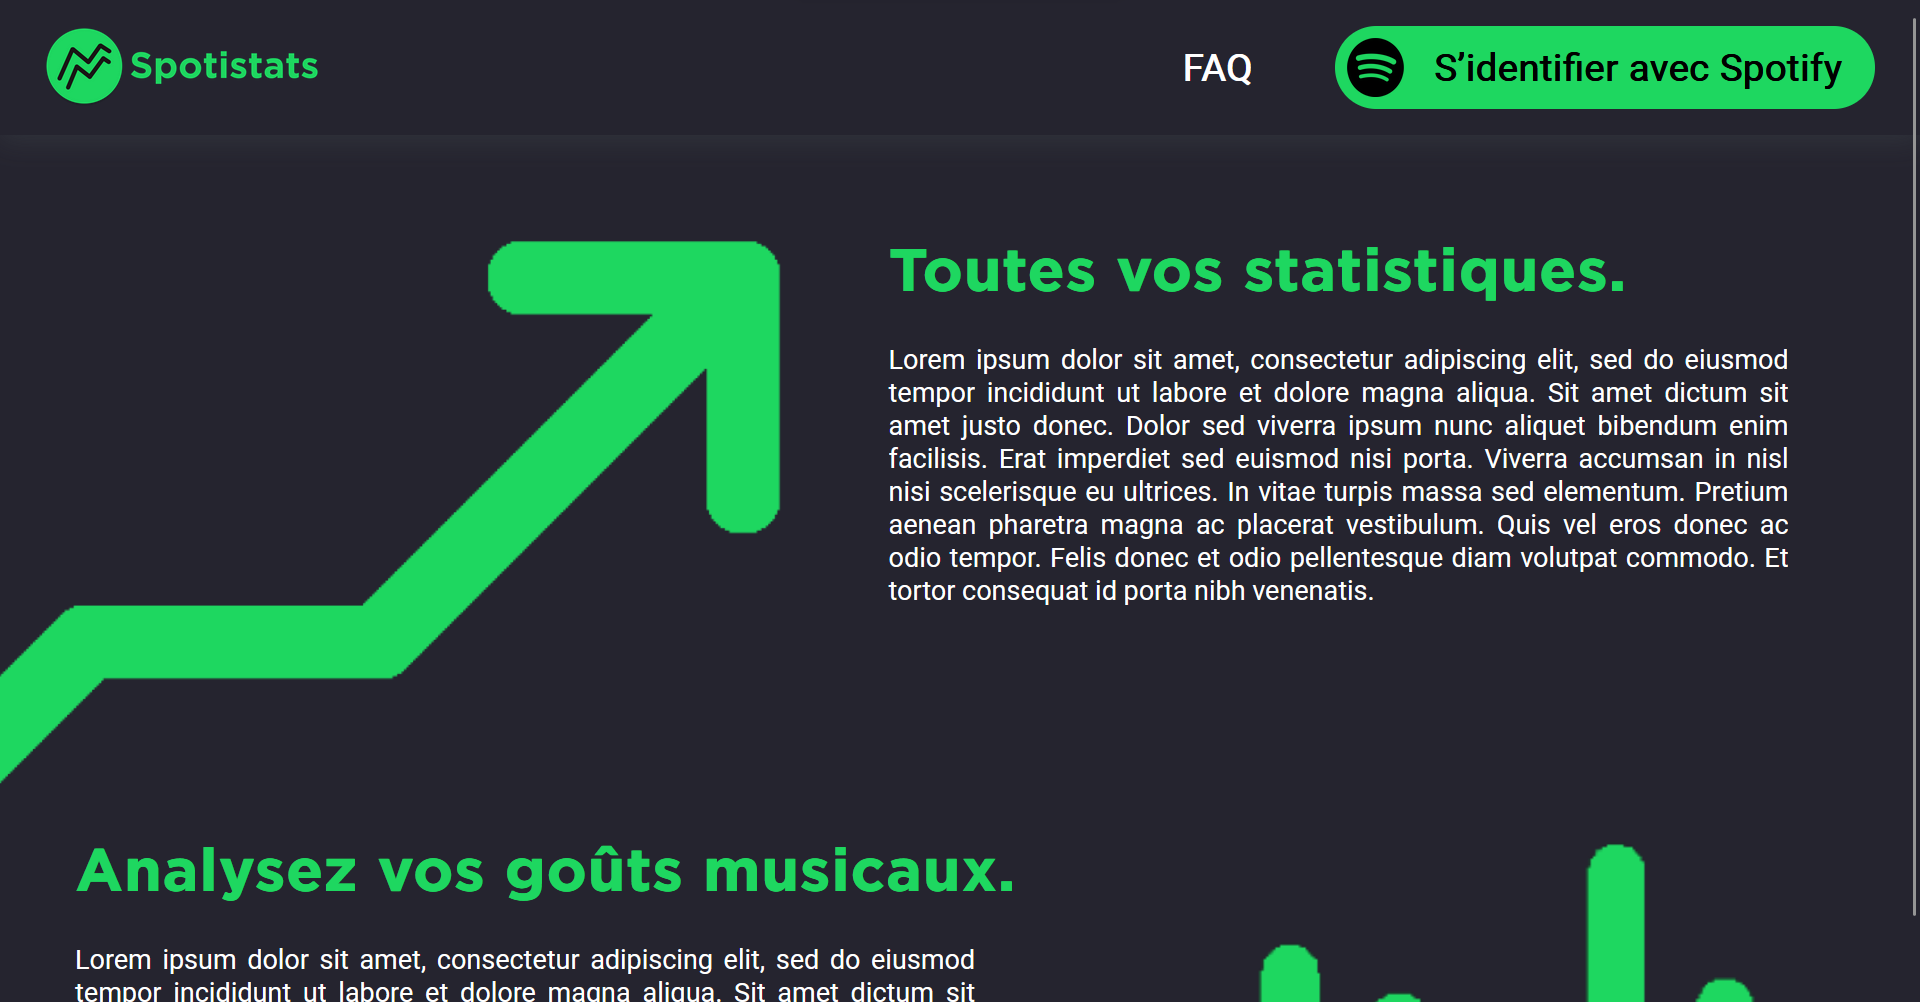 Spotistats
FAQ
S’identifier avec Spotify
Toutes vos statistiques.
Lorem ipsum dolor sit amet, consectetur adipiscing elit, sed do eiusmod
tempor incididunt ut labore et dolore magna aliqua. Sit amet dictum sit
amet justo donec. Dolor sed viverra ipsum nunc aliquet bibendum enim
facilisis. Erat imperdiet sed euismod nisi porta. Viverra accumsan in nisl
nisi scelerisque eu ultrices. In vitae turpis massa sed elementum. Pretium
aenean pharetra magna ac placerat vestibulum. Quis vel eros donec ac
odio tempor. Felis donec et odio pellentesque diam volutpat commodo. Et
tortor consequat id porta nibh venenatis.
Analysez vos goûts musicaux.
Lorem ipsum dolor sit amet, consectetur adipiscing elit, sed do eiusmod
tempor incididunt ut labore et dolore magna aliqua. Sit amet dictum sit